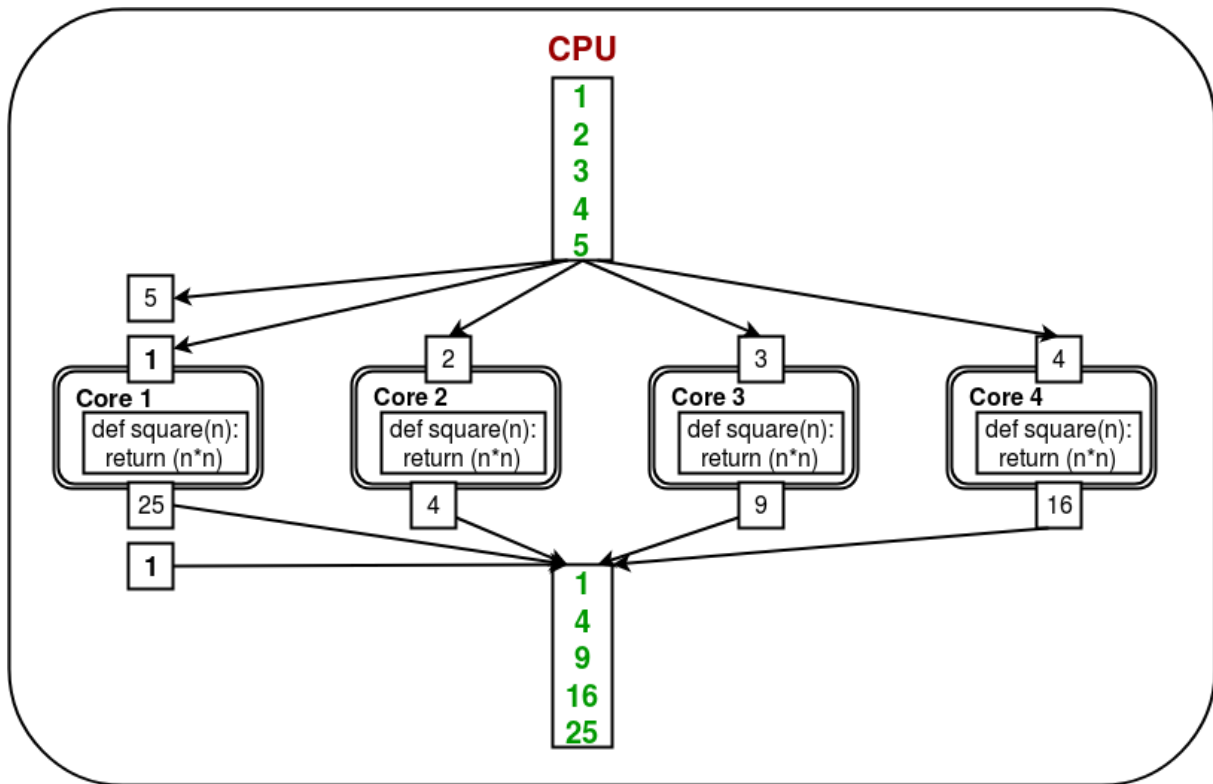 CPU
1
2
3
4
5
5
1
2
3
4
Core 1
def square(n):
return (n*n)
Core 2
def square(n):
return (n*n)
Core 3
def square(n):
return (n*n)
Core 4
def square(n):
return (n*n)
25
4
9
16
1
1
4
9
16
25